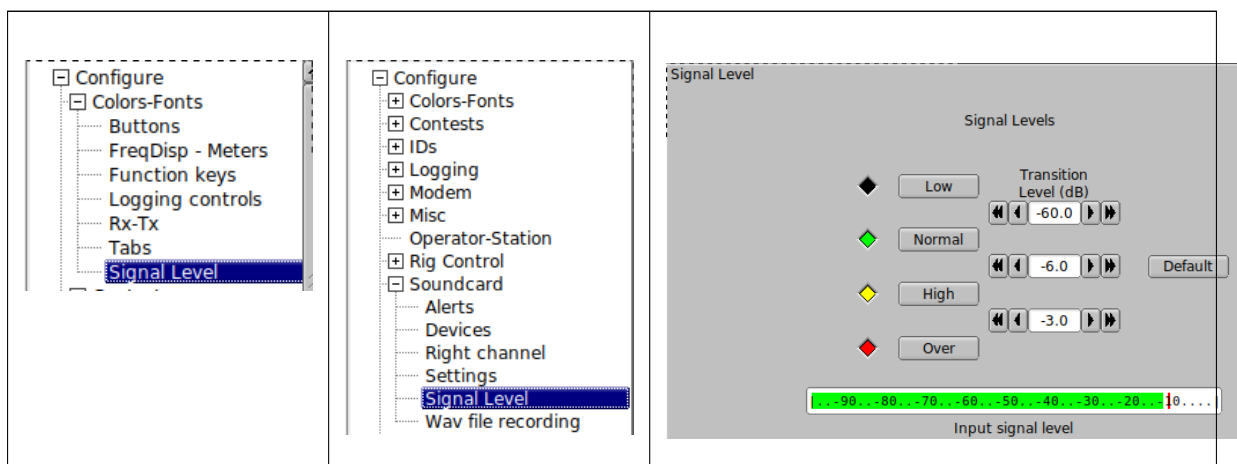 Configure
Colors-Fonts
Buttons
FreqDisp - Meters
Function keys
Logging controls
Rx-Tx
Tabs
Signal Level
Configure
Colors-Fonts
Contests
IDs
Logging
Modem
Misc
Operator-Station
Rig Control
Soundcard
Alerts
Devices
Right channel
Settings
Signal Level
Wav file recording
Signal Level
Signal Levels
Transition
Level (dB)
Low
-60.0
Normal
-6.0
Default
High
-3.0
Over
|..-90..-80..-70..-60..-50..-40..-30..-20..-10....|
Input signal level